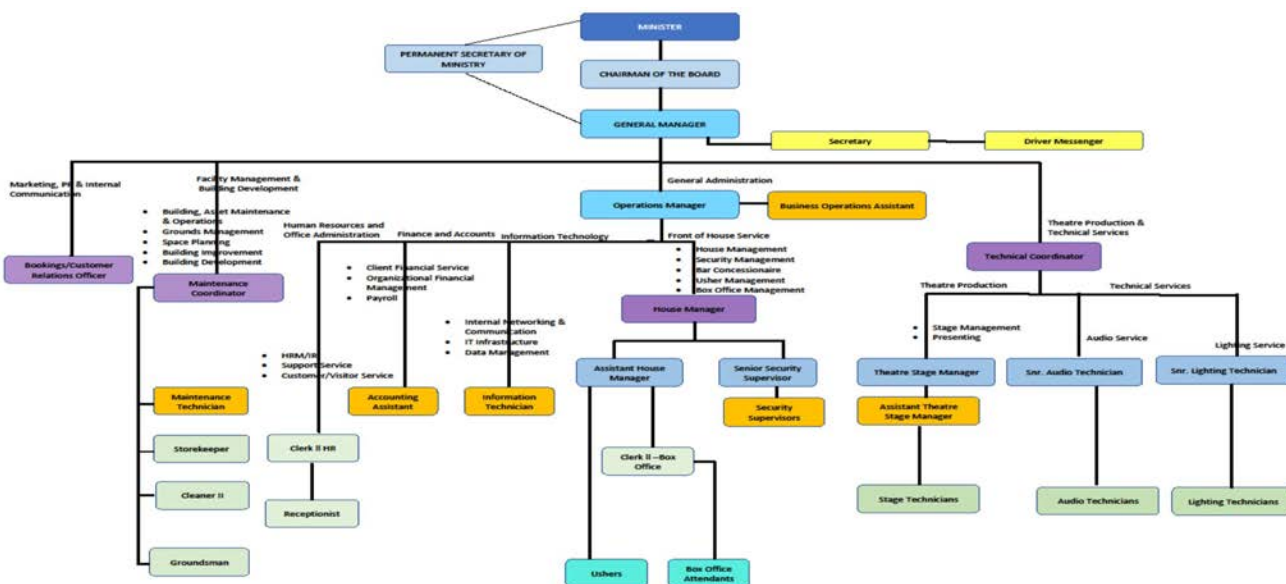 MINISTER
PERMANENT SECRETARY OF
MINISTRY
CHAIRMAN OF THE BOARD
GENERAL MANAGER
Secretary
Driver Messenger
Marketing, PR & Internal
Communication
Facility Management &
Building Development
General Administration
Operations Manager
Business Operations Assistant
• Building, Asset Maintenance
& Operations
• Grounds Management
• Space Planning
• Building Improvement
• Building Development
Human Resources and
Office Administration
Finance and Accounts
Information Technology
Front of House Service
• House Management
• Security Management
• Bar Concessionaire
• Usher Management
• Box Office Management
Theatre Production &
Technical Services
Bookings/Customer
Relations Officer
Maintenance
Coordinator
Technical Coordinator
• Client Financial Service
• Organizational Financial
Management
• Payroll
House Manager
Theatre Production
Technical Services
• Internal Networking &
Communication
• IT Infrastructure
• Data Management
• Stage Management
• Presenting
Audio Service
Lighting Service
• HRM/IR
• Support Service
• Customer/Visitor Service
Assistant House
Manager
Senior Security
Supervisor
Theatre Stage Manager
Snr. Audio Technician
Snr. Lighting Technician
Maintenance
Technician
Accounting
Assistant
Information
Technician
Security
Supervisors
Assistant Theatre
Stage Manager
Storekeeper
Clerk ll HR
Clerk ll –Box
Office
Cleaner II
Receptionist
Stage Technicians
Audio Technicians
Lighting Technicians
Groundsman
Ushers
Box Office
Attendants